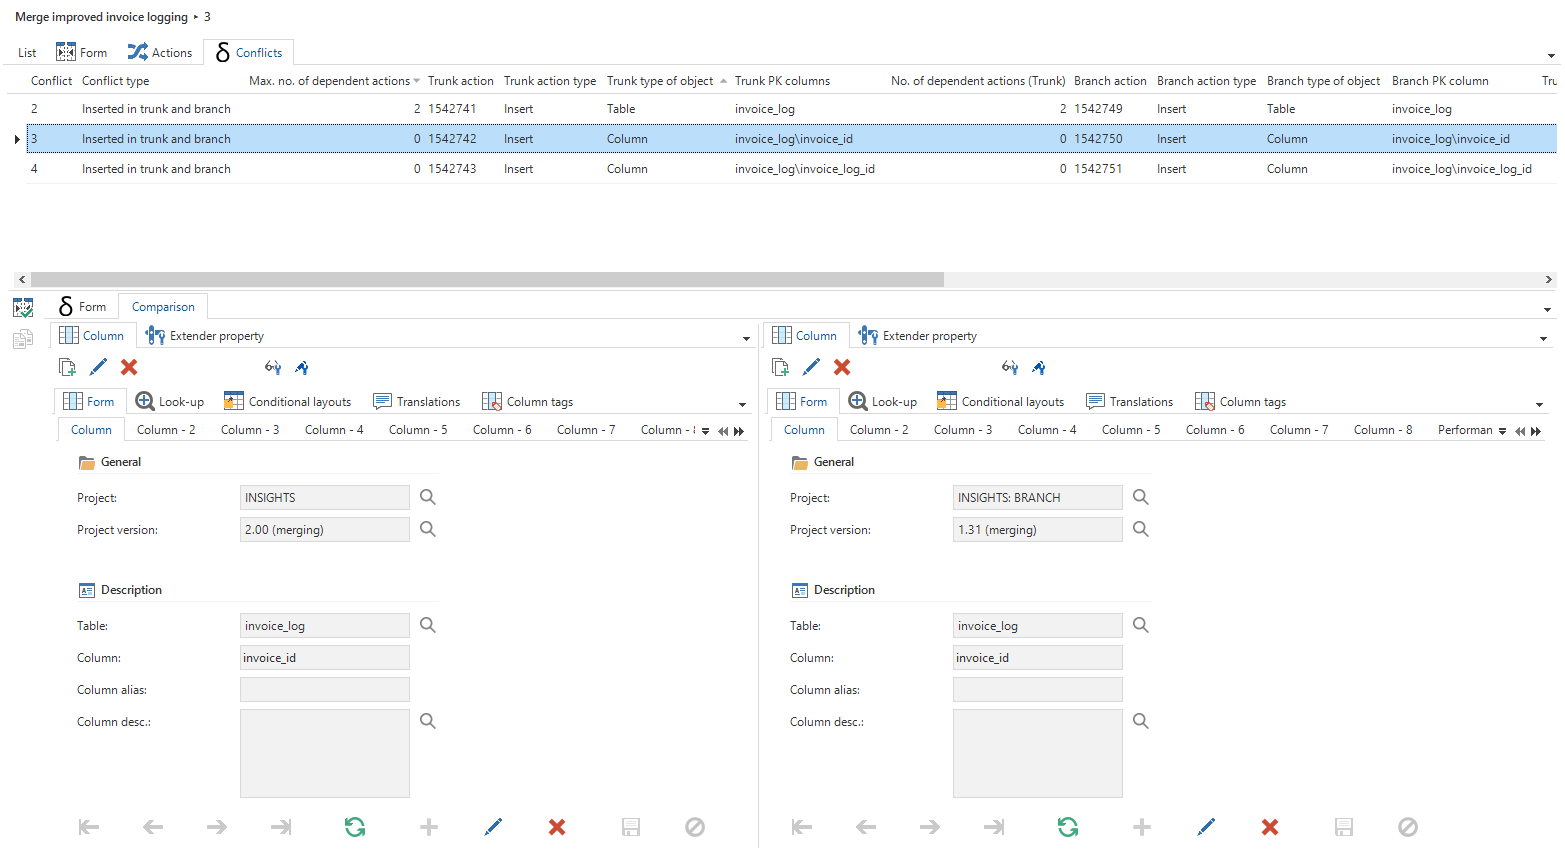 Merge improved invoice logging ▸ 3
List Form Actions δ Conflicts
Conflict Conflict type Max. no. of dependent actions Trunk action Trunk action type Trunk type of object Trunk PK columns No. of dependent actions (Trunk) Branch action Branch action type Branch type of object Branch PK column Tru
2 Inserted in trunk and branch 2 1542741 Insert Table invoice_log 2 1542749 Insert Table invoice_log
3 Inserted in trunk and branch 0 1542742 Insert Column invoice_log\invoice_id 0 1542750 Insert Column invoice_log\invoice_id
4 Inserted in trunk and branch 0 1542743 Insert Column invoice_log\invoice_log_id 0 1542751 Insert Column invoice_log\invoice_log_id
δ Form Comparison
Column Extender property
Form Look-up Conditional layouts Translations Column tags
Column Column - 2 Column - 3 Column - 4 Column - 5 Column - 6 Column - 7 Column -
General
Project: INSIGHTS
Project version: 2.00 (merging)
Description
Table: invoice_log
Column: invoice_id
Column alias:
Column desc.:
Column Extender property
Form Look-up Conditional layouts Translations Column tags
Column Column - 2 Column - 3 Column - 4 Column - 5 Column - 6 Column - 7 Column - 8 Performan
General
Project: INSIGHTS: BRANCH
Project version: 1.31 (merging)
Description
Table: invoice_log
Column: invoice_id
Column alias:
Column desc.: